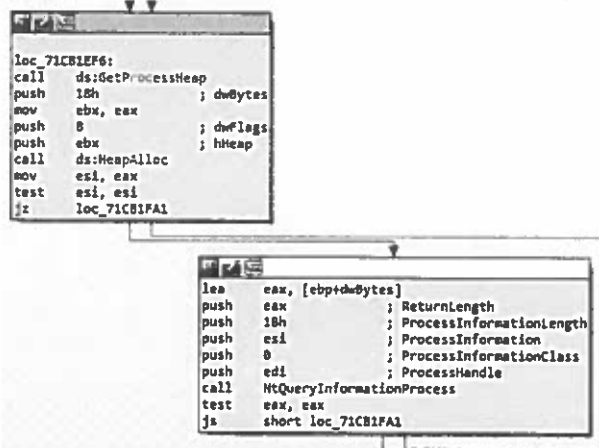 loc_71CB1EF6:
call ds:GetProcessHeap
push 18h ; dwBytes
mov ebx, eax
push 8 ; dwFlags
push ebx ; hHeap
call ds:HeapAlloc
mov esi, eax
test esi, esi
jz loc_71CB1FA1
lea eax, [ebp+dwBytes]
push eax ; ReturnLength
push 18h ; ProcessInformationLength
push esi ; ProcessInformation
push 0 ; ProcessInformationClass
push edi ; ProcessHandle
call NtQueryInformationProcess
test eax, eax
js short loc_71CB1FA1